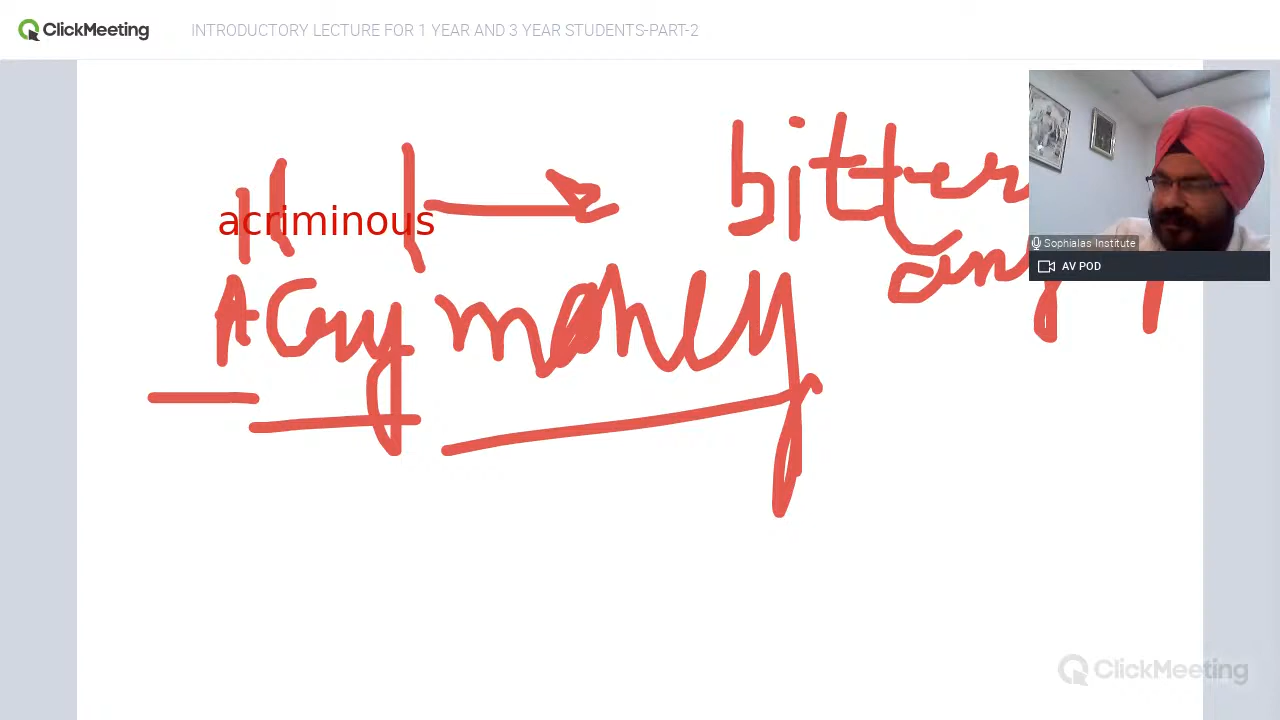 ClickMeeting INTRODUCTORY LECTURE FOR 1 YEAR AND 3 YEAR STUDENTS-PART-2
acriminous
bitter
A Cry money
Sophialas Institute
AV POD
ClickMeeting